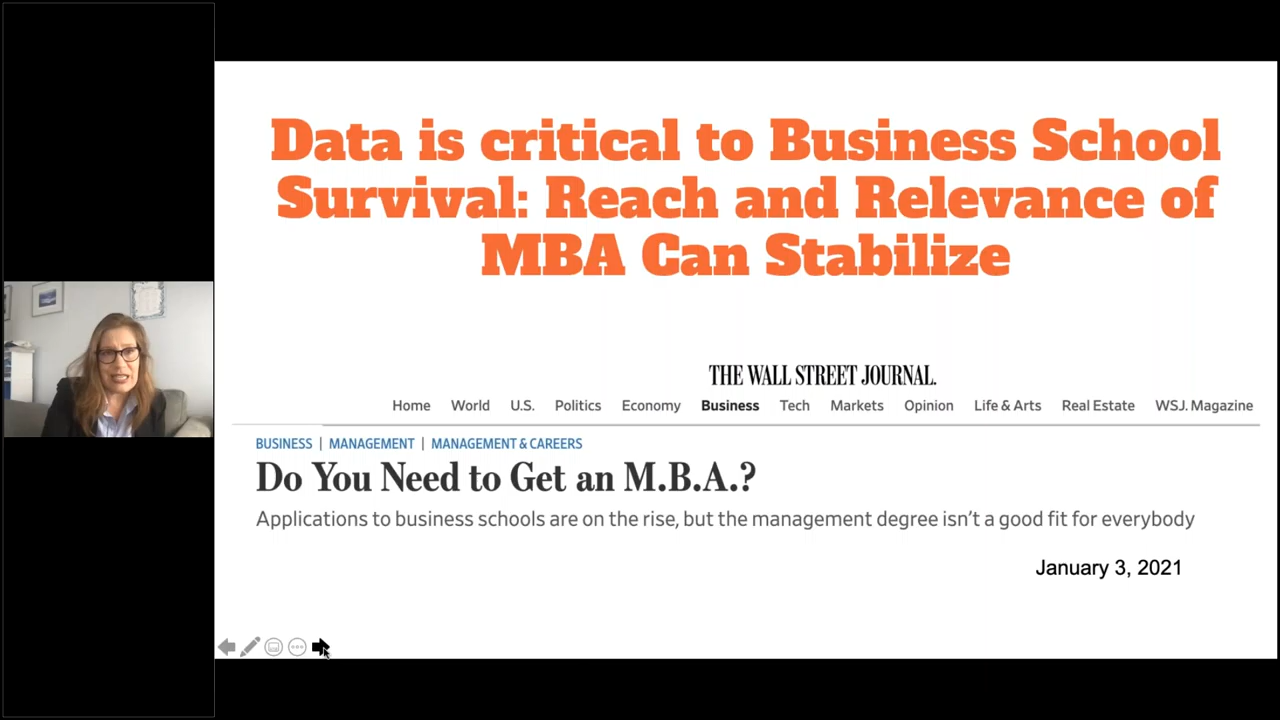 Data is critical to Business School
Survival: Reach and Relevance of
MBA Can Stabilize
THE WALL STREET JOURNAL.
Home World U.S. Politics Economy Business Tech Markets Opinion Life & Arts Real Estate WSJ. Magazine
BUSINESS | MANAGEMENT | MANAGEMENT & CAREERS
Do You Need to Get an M.B.A.?
Applications to business schools are on the rise, but the management degree isn’t a good fit for everybody
January 3, 2021